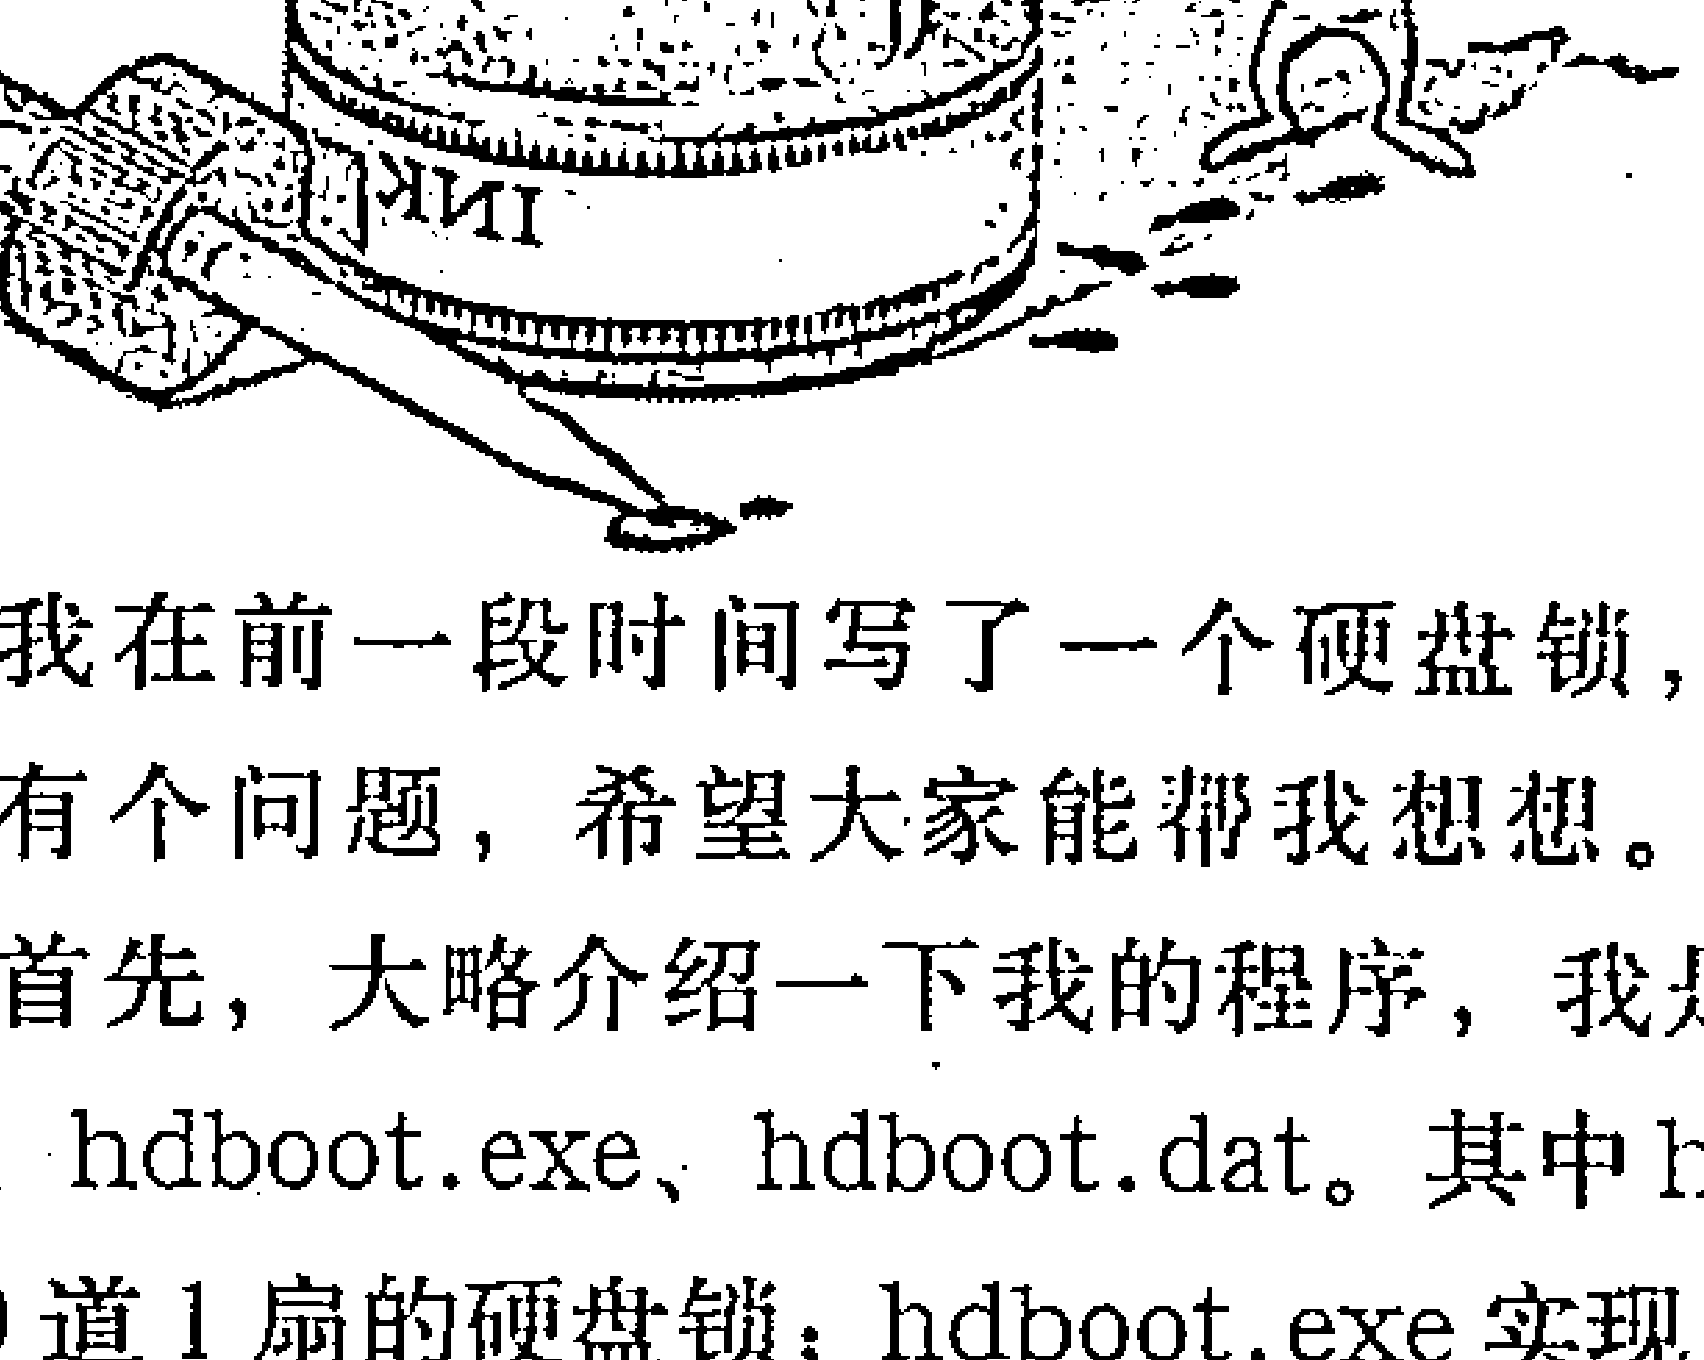 INK
我在前一段时间写了一个硬盘锁，
有个问题，希望大家能帮我想想。
首先，大略介绍一下我的程序，我
hdboot.exe、hdboot.dat。其中h
道1扇的硬盘锁；hdboot.exe实现